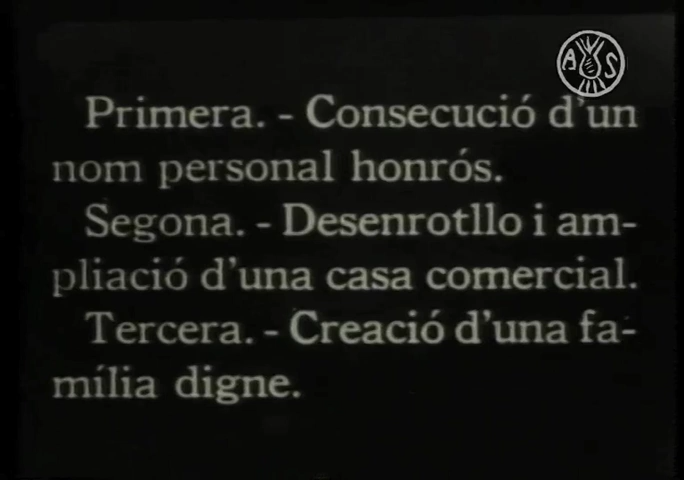 A S
Primera. - Consecució d'un
nom personal honrós.
Segona. - Desenrotllo i am-
pliació d'una casa comercial.
Tercera. - Creació d'una fa-
mília digne.